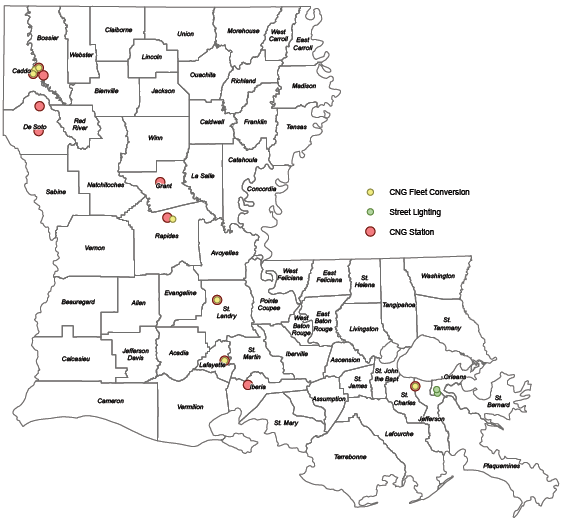 Claiborne
Union
Morehouse
West
Carroll
East
Carroll
Bossier
Webster
Lincoln
Ouachita
Richland
Madison
Caddo
Bienville
Jackson
Caldwell
Franklin
Tensas
De Soto
Red
River
Winn
Catahoula
La Salle
Grant
Concordia
Sabine
Natchitoches
CNG Fleet Conversion
Street Lighting
CNG Station
Rapides
Vernon
Avoyelles
West
Feliciana
East
Feliciana
St.
Helena
Washington
Beauregard
Allen
Evangeline
St.
Landry
Pointe
Coupee
West
Baton
Rouge
East
Baton
Rouge
Tangipahoa
Livingston
St.
Tammany
Calcasieu
Jefferson
Davis
Acadia
Lafayette
St.
Martin
Iberville
Ascension
St.
James
St. John
the Bapt
St.
Charles
Orleans
St.
Bernard
Jefferson
Cameron
Vermilion
Iberia
St. Mary
Assumption
Lafourche
Terrebonne
Plaquemines